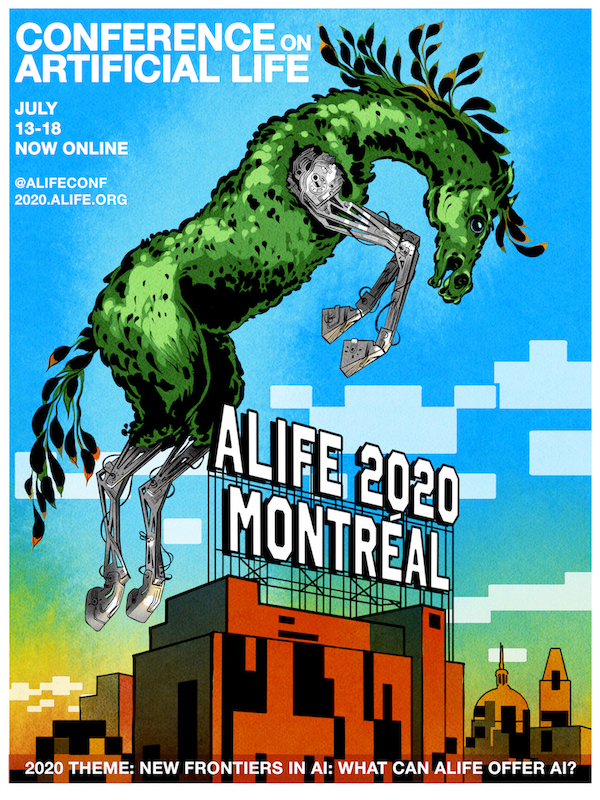 CONFERENCE ON
ARTIFICIAL LIFE
JULY
13-18
NOW ONLINE
@ALIFECONF
2020.ALIFE.ORG
ALIFE 2020
MONTRÉAL
2020 THEME: NEW FRONTIERS IN AI: WHAT CAN ALIFE OFFER AI?